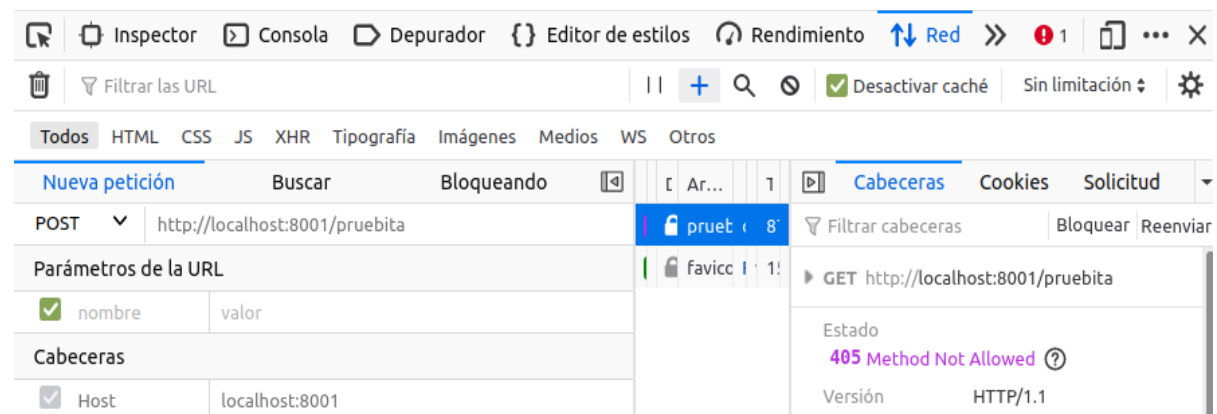 Inspector Consola Depurador {} Editor de estilos Rendimiento Red 1
Filtrar las URL Desactivar caché Sin limitación
Todos HTML CSS JS XHR Tipografía Imágenes Medios WS Otros
Nueva petición Buscar Bloqueando Ar... Cabeceras Cookies Solicitud
POST http://localhost:8001/pruebita Filtrar cabeceras Bloquear Reenviar
Parámetros de la URL favico GET http://localhost:8001/pruebita
nombre valor Estado
405 Method Not Allowed
Cabeceras Versión HTTP/1.1
Host localhost:8001